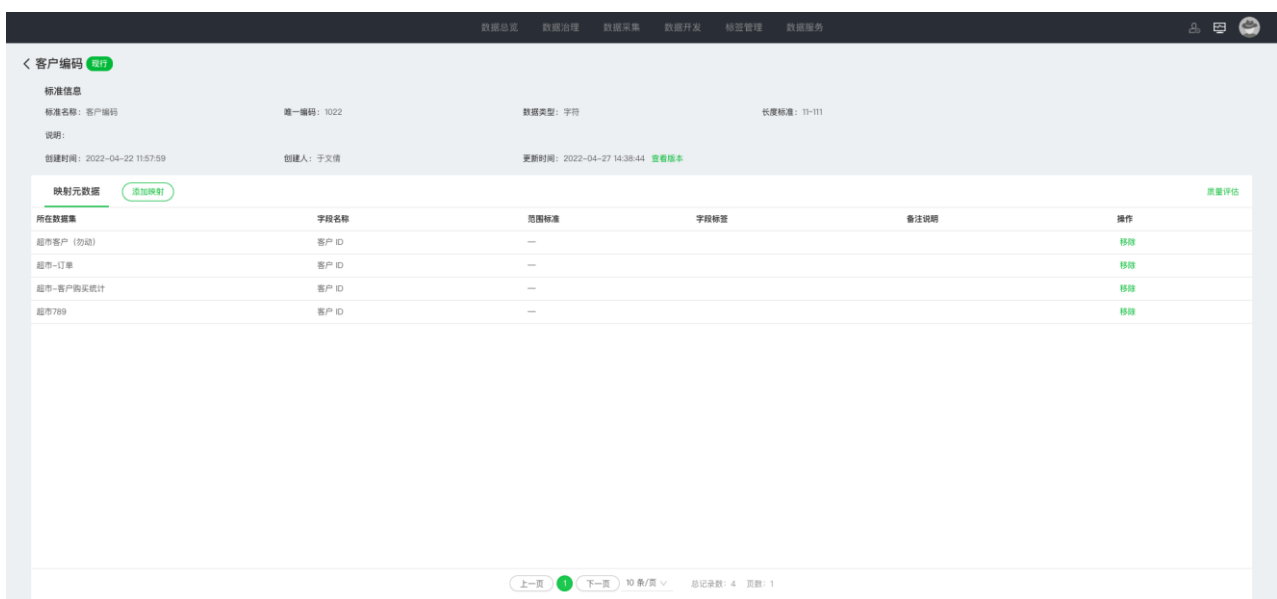 数据总览 数据治理 数据采集 数据开发 标签管理 数据服务
客户编码 现行
标准信息
标准名称：客户编码 唯一编码：1022 数据类型：字符 长度标准：11-111
说明：
创建时间：2022-04-22 11:57:59 创建人：于文倩 更新时间：2022-04-27 14:38:44 查看版本
映射元数据 添加映射 质量评估
所在数据集 字段名称 范围标准 字段标签 备注说明 操作
超市客户（勿动） 客户 ID — 移除
超市-订单 客户 ID — 移除
超市-客户购买统计 客户 ID — 移除
超市789 客户 ID — 移除
上一页 1 下一页 10 条/页 总记录数：4 页数：1